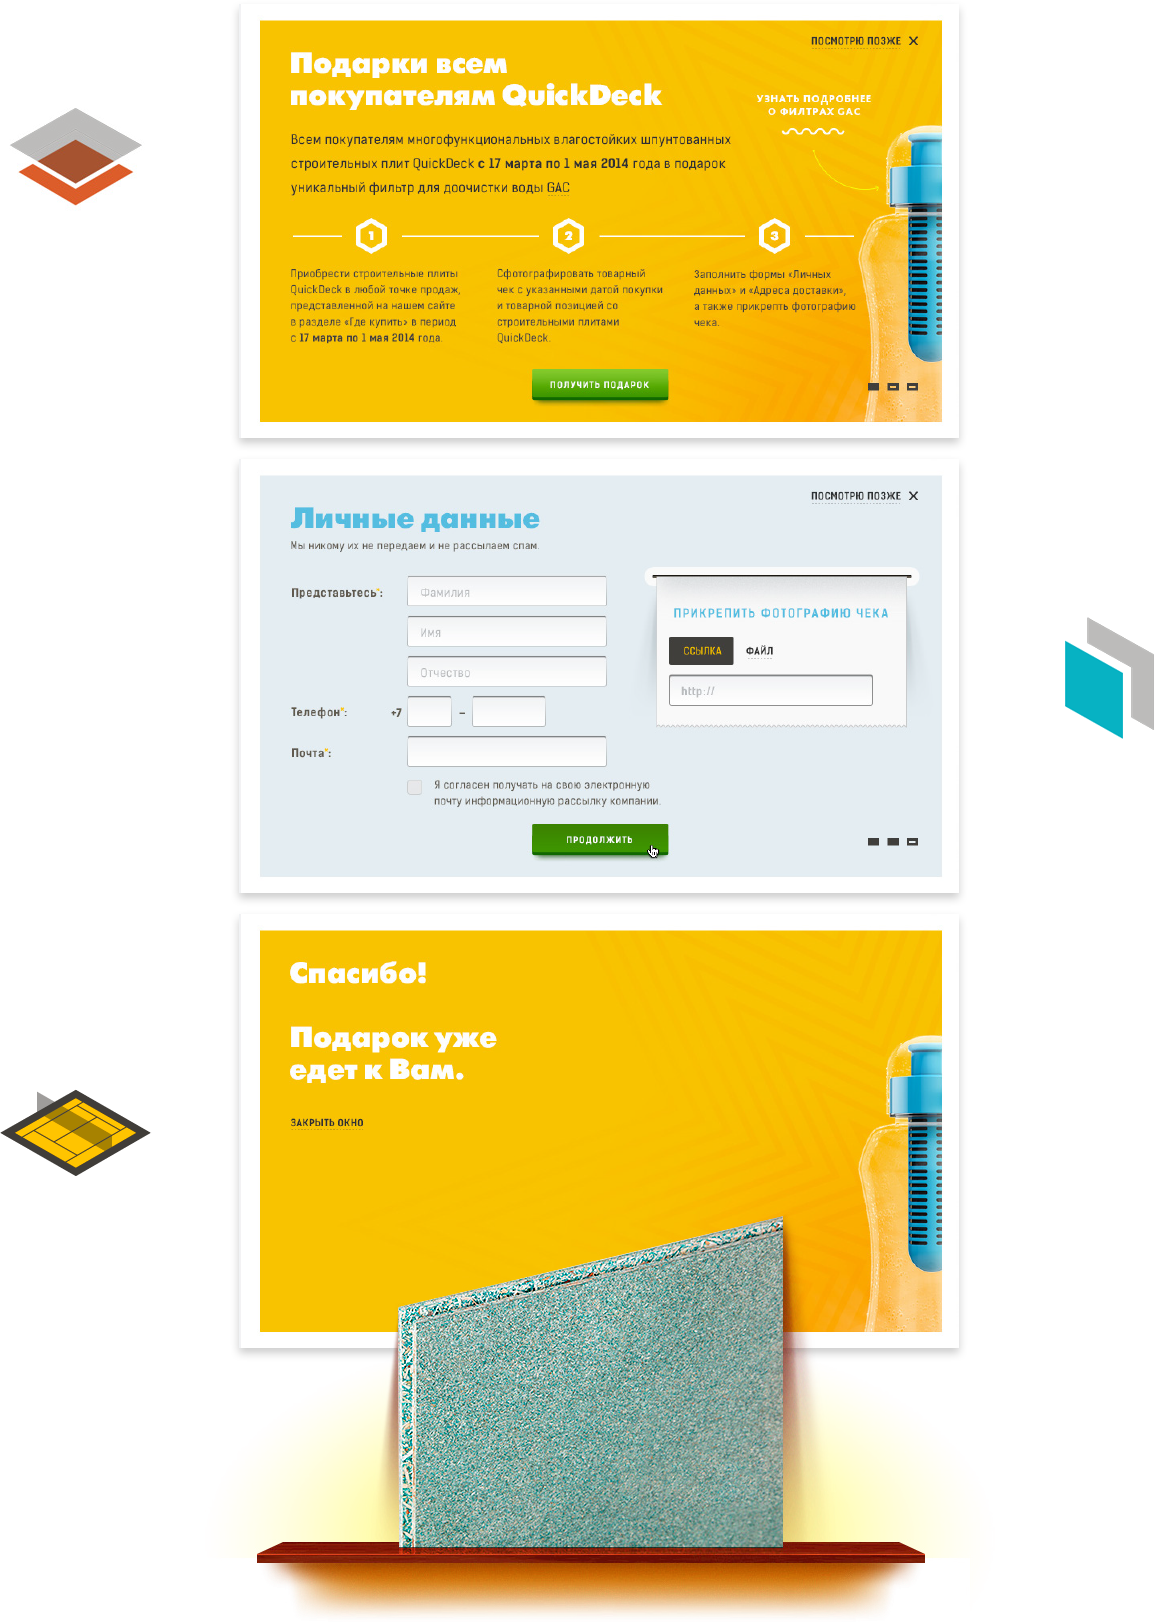 ПОСМОТРЮ ПОЗЖЕ
Подарки всем
покупателям QuickDeck
УЗНАТЬ ПОДРОБНЕЕ
О ФИЛТРАХ GAC
Всем покупателям многофункциональных влагостойких шпунтованных
строительных плит QuickDeck с 17 марта по 1 мая 2014 года в подарок
уникальный фильтр для доочистки воды GAC
1
2
3
Приобрести строительные плиты
QuickDeck в любой точке продаж,
представленной на нашем сайте
в разделе «Где купить» в период
с 17 марта по 1 мая 2014 года.
Сфотографировать товарный
чек с указанными датой покупки
и товарной позицией со
строительными плитами
QuickDeck.
Заполнить формы «Личных
данных» и «Адреса доставки»,
а также прикрепть фотографию
чека.
ПОЛУЧИТЬ ПОДАРОК
ПОСМОТРЮ ПОЗЖЕ
Личные данные
Мы никому их не передаем и не рассылаем спам.
Представьтесь*:
Фамилия
Имя
Отчество
Телефон*:
+7
–
Почта*:
Я согласен получать на свою электронную
почту информационную рассылку компании.
ПРИКРЕПИТЬ ФОТОГРАФИЮ ЧЕКА
ССЫЛКА
ФАЙЛ
http://
ПРОДОЛЖИТЬ
Спасибо!
Подарок уже
едет к Вам.
ЗАКРЫТЬ ОКНО